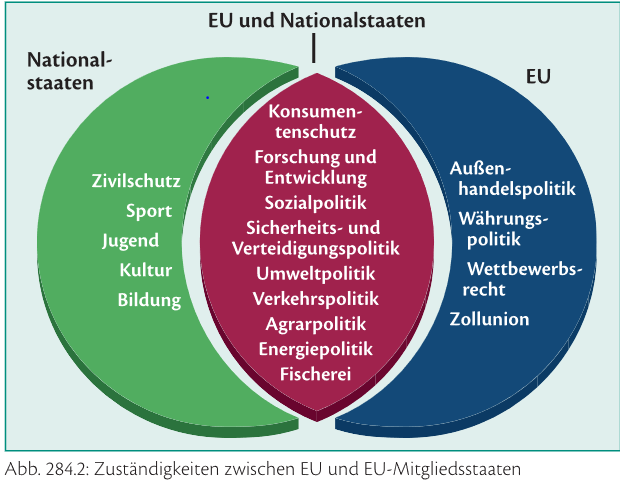 EU und Nationalstaaten
National-
staaten
EU
Zivilschutz
Sport
Jugend
Kultur
Bildung
Konsumen-
tenschutz
Forschung und
Entwicklung
Sozialpolitik
Sicherheits- und
Verteidigungspolitik
Umweltpolitik
Verkehrspolitik
Agrarpolitik
Energiepolitik
Fischerei
Außen-
handelspolitik
Währungs-
politik
Wettbewerbs-
recht
Zollunion
Abb. 284.2: Zuständigkeiten zwischen EU und EU-Mitgliedsstaaten